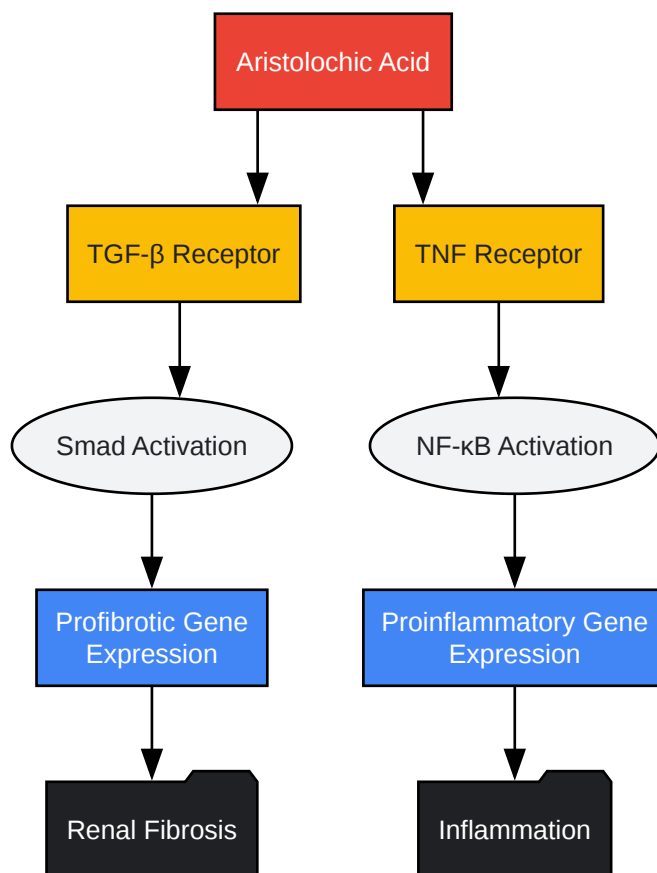 Aristolochic Acid
TGF-β Receptor
TNF Receptor
Smad Activation
NF-κB Activation
Profibrotic Gene
Expression
Proinflammatory Gene
Expression
Renal Fibrosis
Inflammation